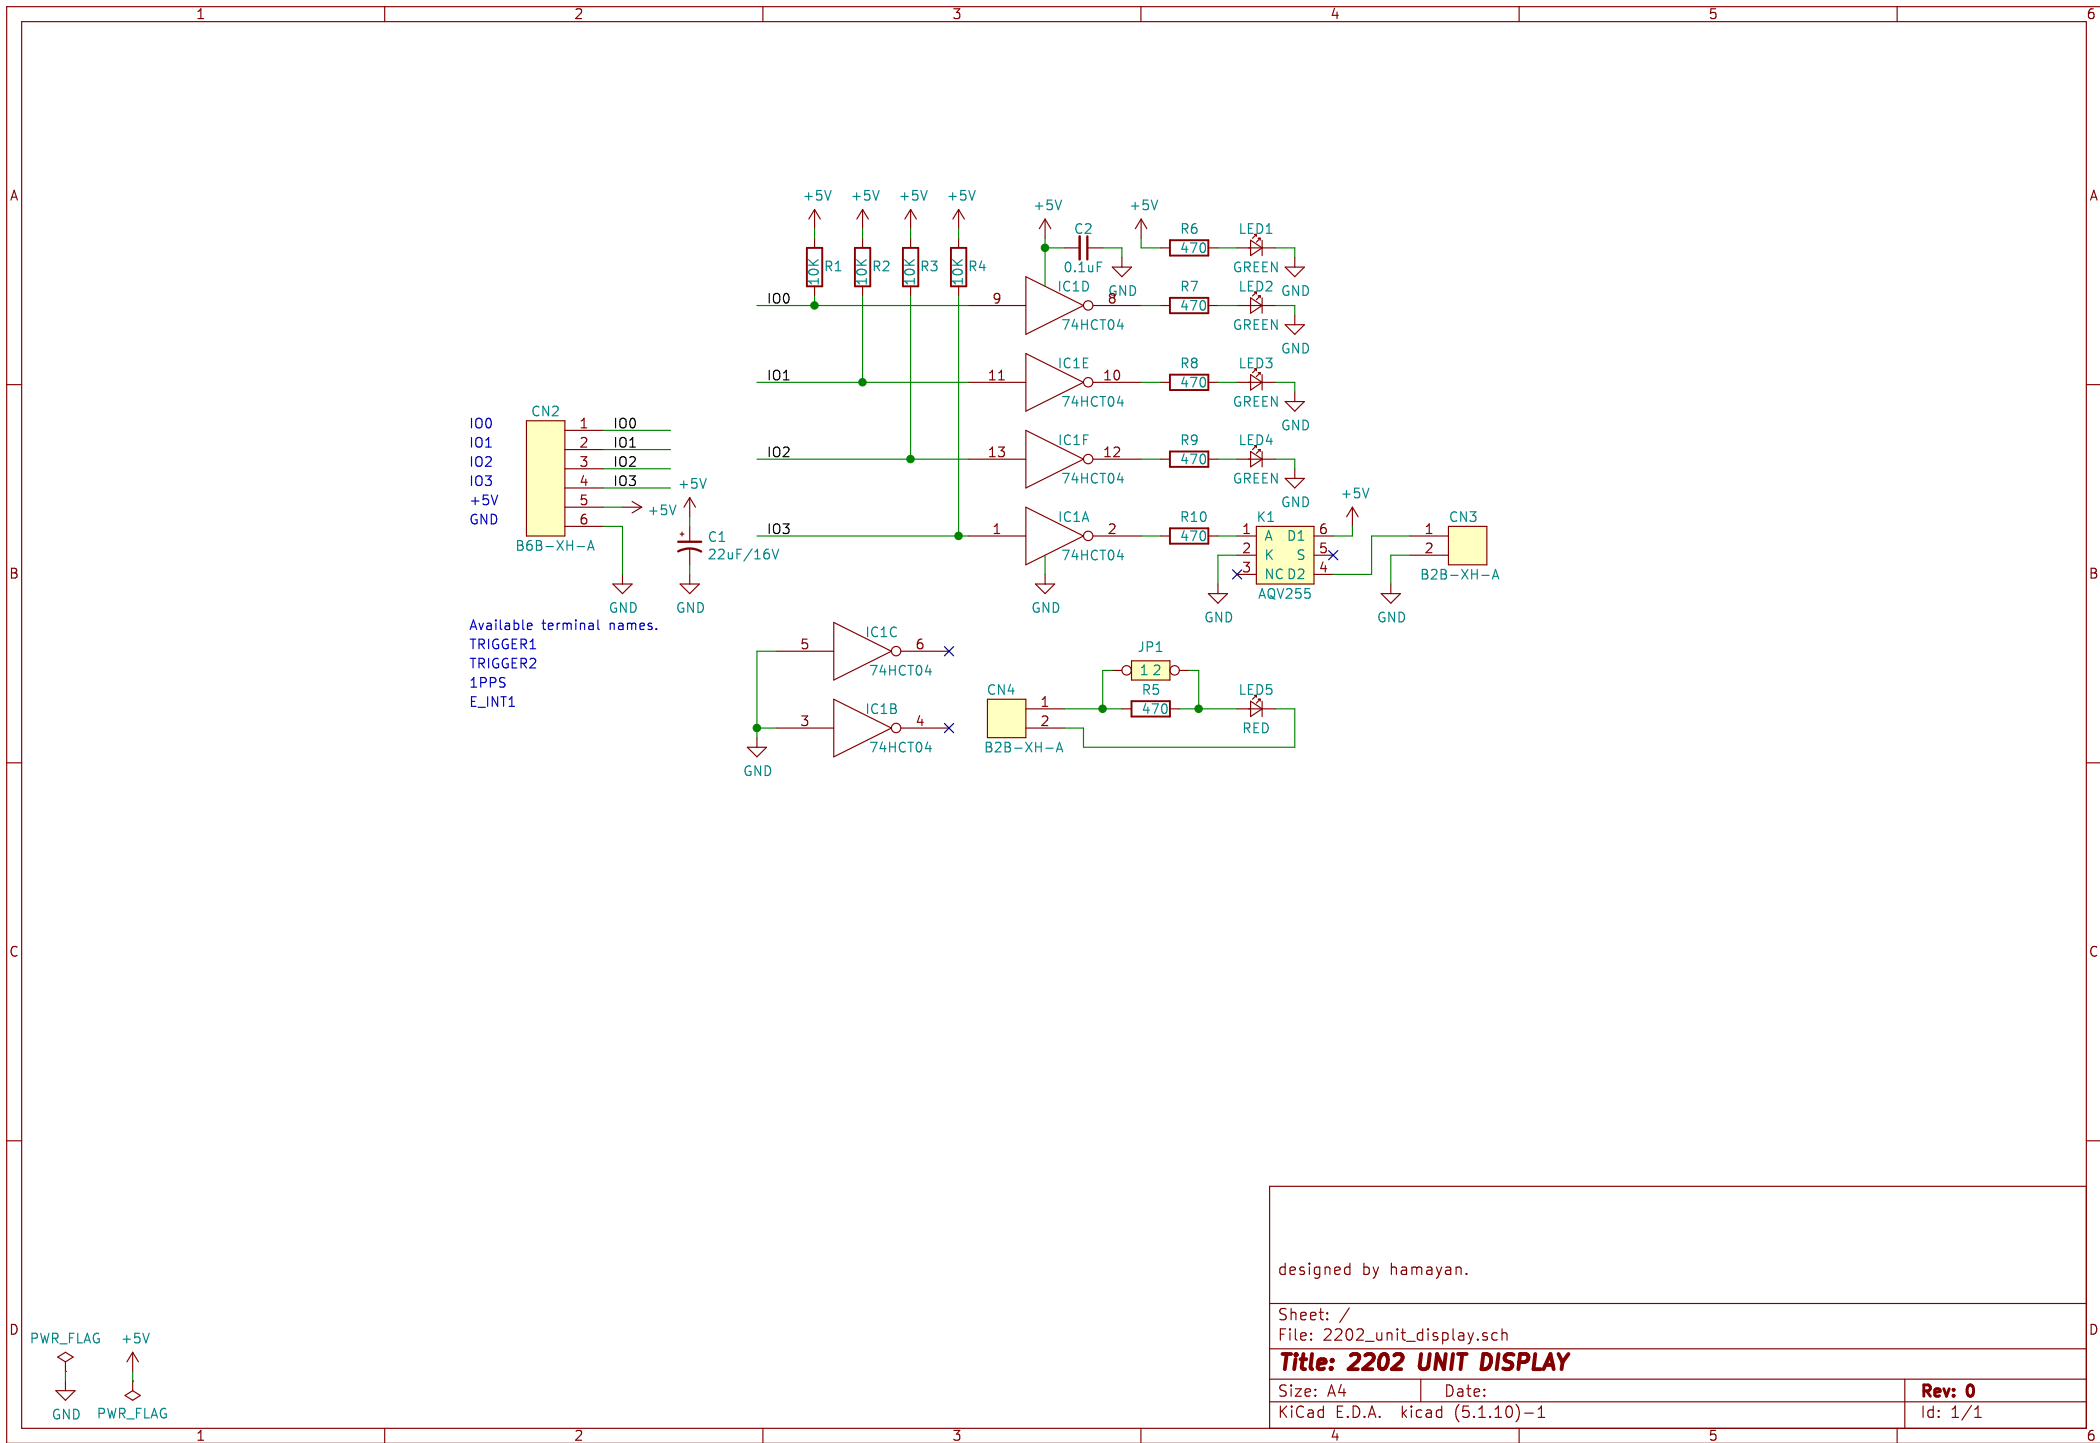 1 2 3 4 5 6
A A
+5V +5V +5V +5V
+5V +5V
C2 R6 LED1
470
10K R1 10K R2 10K R3 10K R4
0.1uF GREEN
GND GND
IC1D R7 LED2
IO0 9 8 470
74HCT04 GREEN
GND
IC1E R8 LED3
IO1 11 10 470
74HCT04 GREEN
GND
CN2
IO0 1 IO0
IO1 2 IO1
IO2 3 IO2
IO3 4 IO3
+5V 5 +5V
GND 6
B6B-XH-A
GND
+5V
+
C1
22uF/16V
GND
IC1F R9 LED4
IO2 13 12 470
74HCT04 GREEN
GND
IC1A R10 K1 +5V CN3
IO3 1 2 470 1 A D1 6 1
2 K S 5 2
3 NC D2 4
74HCT04 AQV255 B2B-XH-A
GND GND GND
B B
Available terminal names.
TRIGGER1
TRIGGER2
1PPS
E_INT1
IC1C
5 6
74HCT04
IC1B
3 4
74HCT04
GND
JP1
1 2
CN4 R5 LED5
1 470
2 RED
B2B-XH-A
C C
designed by hamayan.
Sheet: /
File: 2202_unit_display.sch
Title: 2202 UNIT DISPLAY
Size: A4 Date: Rev: 0
KiCad E.D.A. kicad (5.1.10)-1 Id: 1/1
D D
PWR_FLAG +5V
GND PWR_FLAG
1 2 3 4 5 6